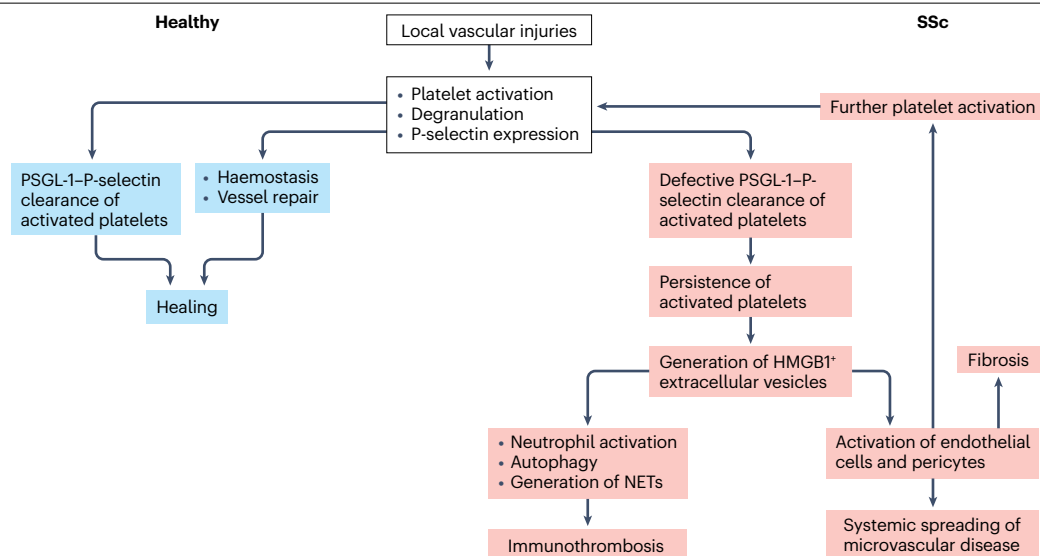 Healthy
SSc
Local vascular injuries
• Platelet activation
• Degranulation
• P-selectin expression
Further platelet activation
PSGL-1–P-selectin
clearance of
activated platelets
• Haemostasis
• Vessel repair
Defective PSGL-1–P-
selectin clearance of
activated platelets
Healing
Persistence of
activated platelets
Generation of HMGB1⁺
extracellular vesicles
Fibrosis
• Neutrophil activation
• Autophagy
• Generation of NETs
Activation of endothelial
cells and pericytes
Immunothrombosis
Systemic spreading of
microvascular disease